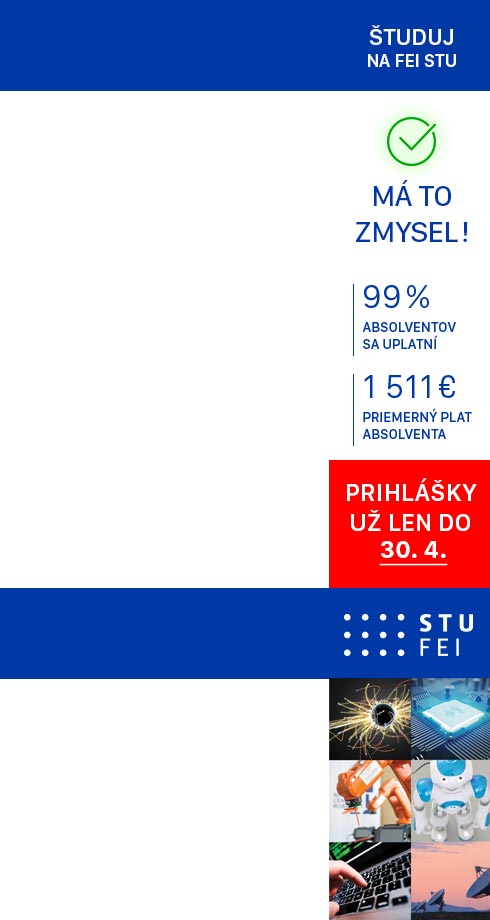 ŠTUDUJ
NA FEI STU
MÁ TO
ZMYSEL!
99 %
ABSOLVENTOV
SA UPLATNÍ
1 511 €
PRIEMERNÝ PLAT
ABSOLVENTA
PRIHLÁŠKY
UŽ LEN DO
30. 4.
STU
FEI